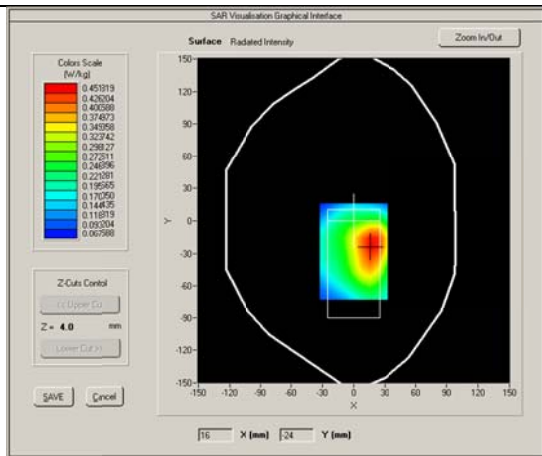 SAR Visualisation Graphical Interface
Surface Radiated Intensity
Zoom In/Out
Colors Scale
(W/kg)
0.451819
0.426204
0.400588
0.374973
0.349358
0.323742
0.298127
0.272511
0.246896
0.221281
0.195665
0.170050
0.144435
0.118819
0.093204
0.067588
150
120
90
60
30
0
-30
-60
-90
-120
-150
Y
-150 -120 -90 -60 -30 0 30 60 90 120 150
X
Z-Cuts Contol
<< Upper Cut
Z = 4.0 mm
Lower Cut >>
SAVE Cancel
16 X (mm) -24 Y (mm)